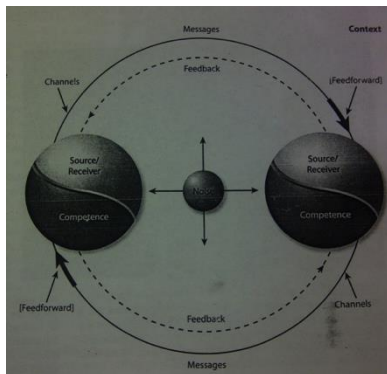 Messages
Context
Feedback
Channels
[Feedforward]
Source/
Receiver
Competence
Noise
Source/
Receiver
Competence
[Feedforward]
Channels
Feedback
Messages